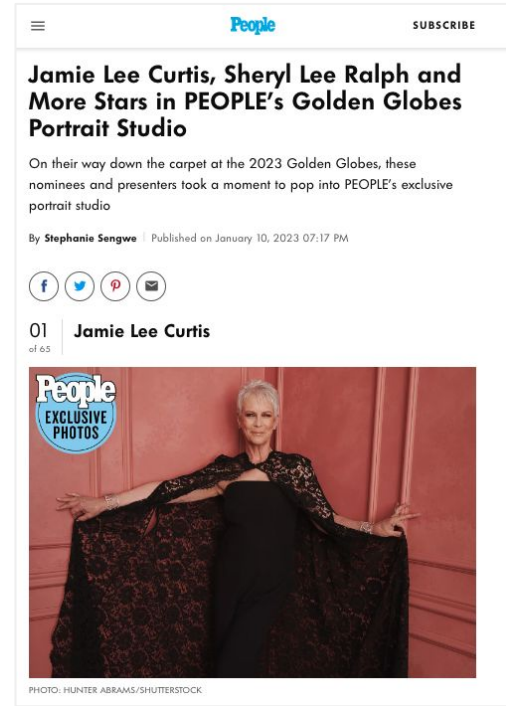 People
SUBSCRIBE
Jamie Lee Curtis, Sheryl Lee Ralph and
More Stars in PEOPLE's Golden Globes
Portrait Studio
On their way down the carpet at the 2023 Golden Globes, these
nominees and presenters took a moment to pop into PEOPLE's exclusive
portrait studio
By Stephanie Sengwe | Published on January 10, 2023 07:17 PM
01
of 65
Jamie Lee Curtis
People
EXCLUSIVE
PHOTOS
PHOTO: HUNTER ABRAMS/SHUTTERSTOCK